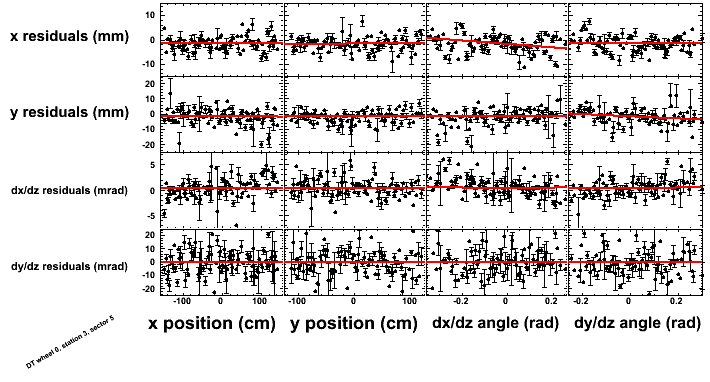 x residuals (mm)
10
0
-10
y residuals (mm)
20
10
0
-10
-20
dx/dz residuals (mrad)
5
0
-5
dy/dz residuals (mrad)
20
10
0
-10
-20
-100 0 100 -100 0 100 -0.2 0 0.2 -0.2 0 0.2
x position (cm) y position (cm) dx/dz angle (rad) dy/dz angle (rad)
DT wheel 0, station 3, sector 5